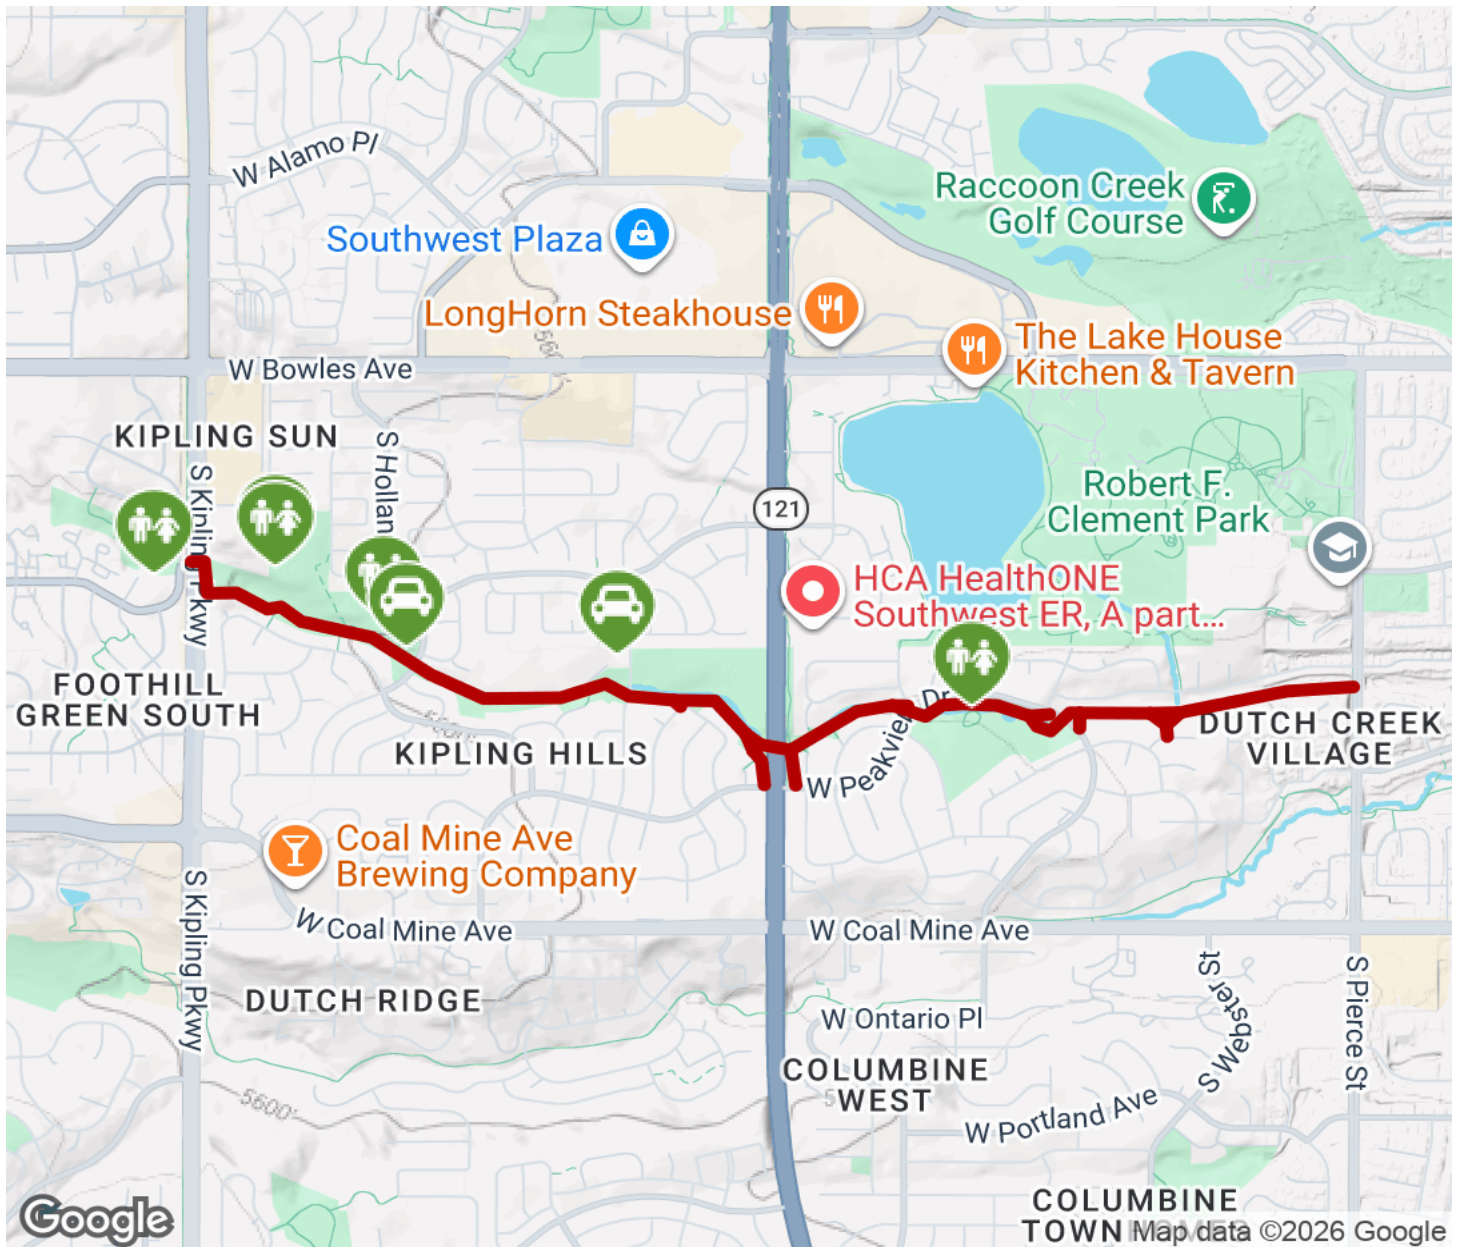 W Alamo Pl
Raccoon Creek
Golf Course
Southwest Plaza
LongHorn Steakhouse
The Lake House
Kitchen & Tavern
W Bowles Ave
KIPLING SUN
S Hollan
S Kipling Pkwy
121
Robert F.
Clement Park
HCA HealthONE
Southwest ER, A part...
FOOTHILL
GREEN SOUTH
KIPLING HILLS
W Peakview Dr
DUTCH CREEK
VILLAGE
Coal Mine Ave
Brewing Company
S Kipling Pkwy
W Coal Mine Ave
W Coal Mine Ave
DUTCH RIDGE
S Webster St
S Pierce St
W Ontario Pl
COLUMBINE
WEST
5600'
W Portland Ave
COLUMBINE
TOWN
Google
Map data ©2026 Google